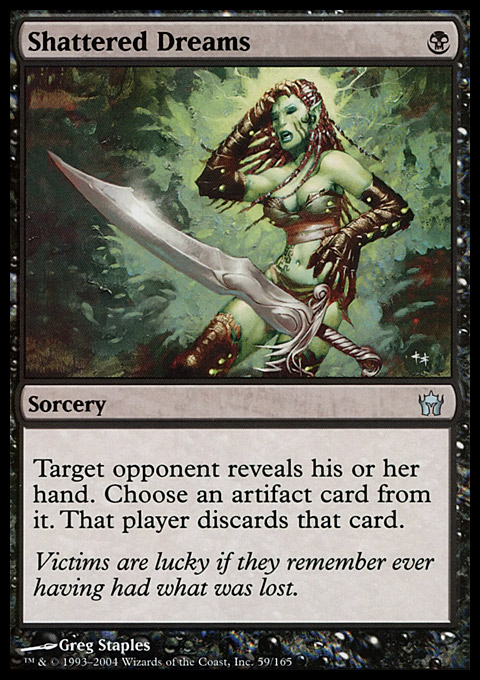 Shattered Dreams
Sorcery
Target opponent reveals his or her
hand. Choose an artifact card from
it. That player discards that card.
Victims are lucky if they remember ever
having had what was lost.
Greg Staples
™ & © 1993–2004 Wizards of the Coast, Inc. 59/165